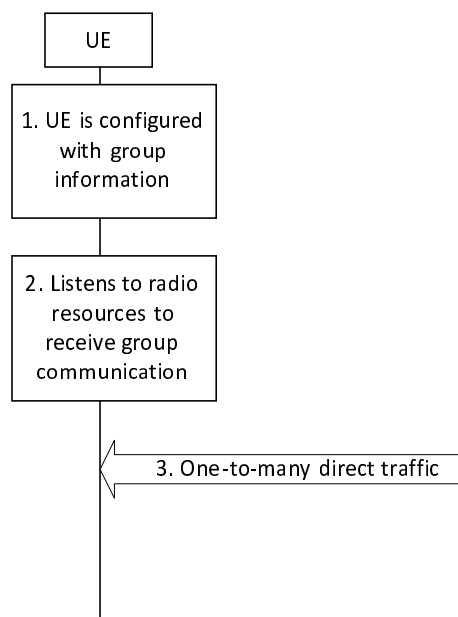 UE
1. UE is configured
with group
information
2. Listens to radio
resources to
receive group
communication
3. One-to-many direct traffic